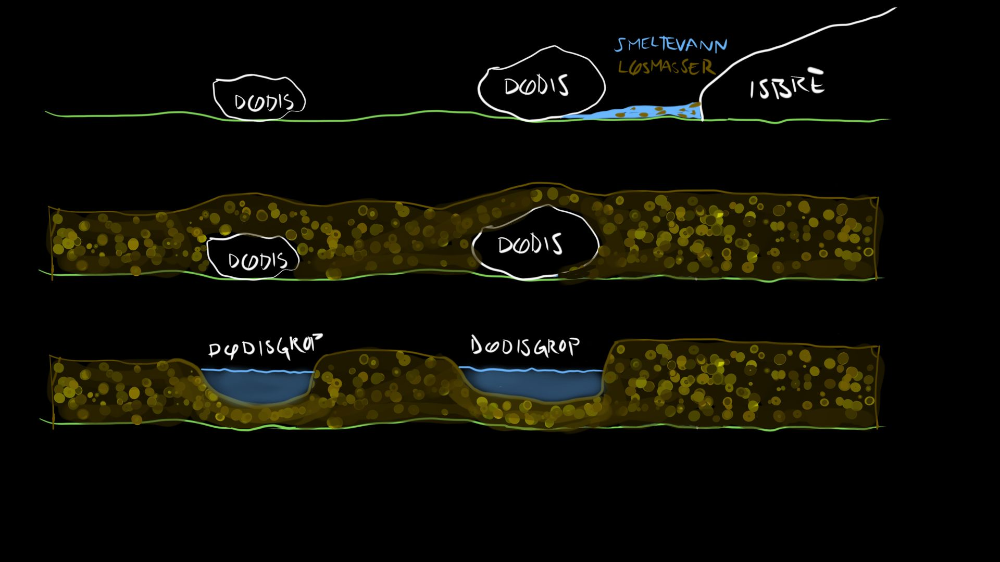 SMELTEVANN
LØSMASSER
DØDIS
DØDIS
ISBRE
DØDIS
DØDIS
DØDISGROP
DØDISGROP